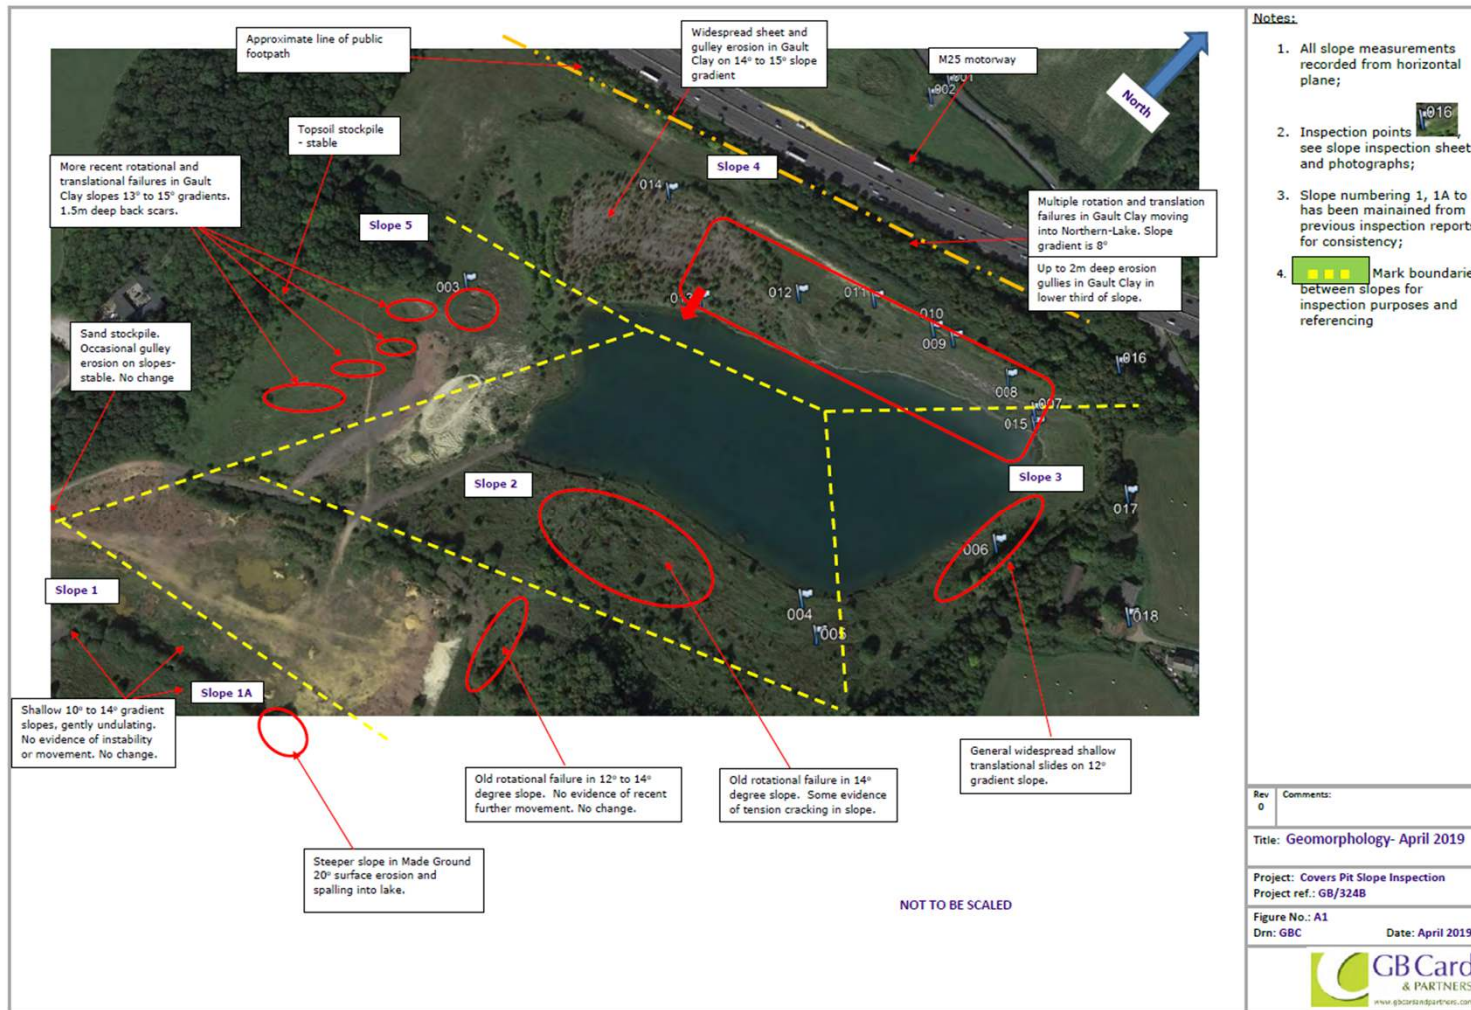 Approximate line of public
footpath
Widespread sheet and
gulley erosion in Gault
Clay on 14° to 15° slope
gradient
M25 motorway
North
001
002
Topsoil stockpile
- stable
More recent rotational and
translational failures in Gault
Clay slopes 13° to 15° gradients.
1.5m deep back scars.
Slope 4
014
Slope 5
Multiple rotation and translation
failures in Gault Clay moving
into Northern-Lake. Slope
gradient is 8°
Up to 2m deep erosion
gullies in Gault Clay in
lower third of slope.
003
012
011
010
009
016
Sand stockpile.
Occasional gulley
erosion on slopes-
stable. No change
008
007
015
Slope 2
Slope 3
017
006
Slope 1
004
005
018
Slope 1A
Shallow 10° to 14° gradient
slopes, gently undulating.
No evidence of instability
or movement. No change.
Old rotational failure in 12° to 14°
degree slope. No evidence of recent
further movement. No change.
Old rotational failure in 14°
degree slope. Some evidence
of tension cracking in slope.
General widespread shallow
translational slides on 12°
gradient slope.
Steeper slope in Made Ground
20° surface erosion and
spalling into lake.
NOT TO BE SCALED
Notes:
1. All slope measurements
recorded from horizontal
plane;
2. Inspection points 016,
see slope inspection sheet
and photographs;
3. Slope numbering 1, 1A to
has been mainained from
previous inspection reports
for consistency;
4. Mark boundarie
between slopes for
inspection purposes and
referencing
Rev
0
Comments:
Title: Geomorphology- April 2019
Project: Covers Pit Slope Inspection
Project ref.: GB/324B
Figure No.: A1
Drn: GBC Date: April 2019
GB Card
& PARTNERS
www.gbcardandpartners.com